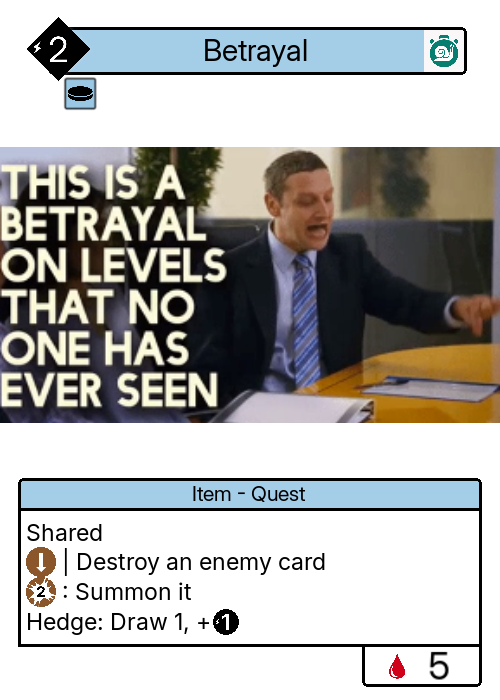 2
Betrayal
THIS IS A
BETRAYAL
ON LEVELS
THAT NO
ONE HAS
EVER SEEN
Item - Quest
Shared
| Destroy an enemy card
2 : Summon it
Hedge: Draw 1, +1
5